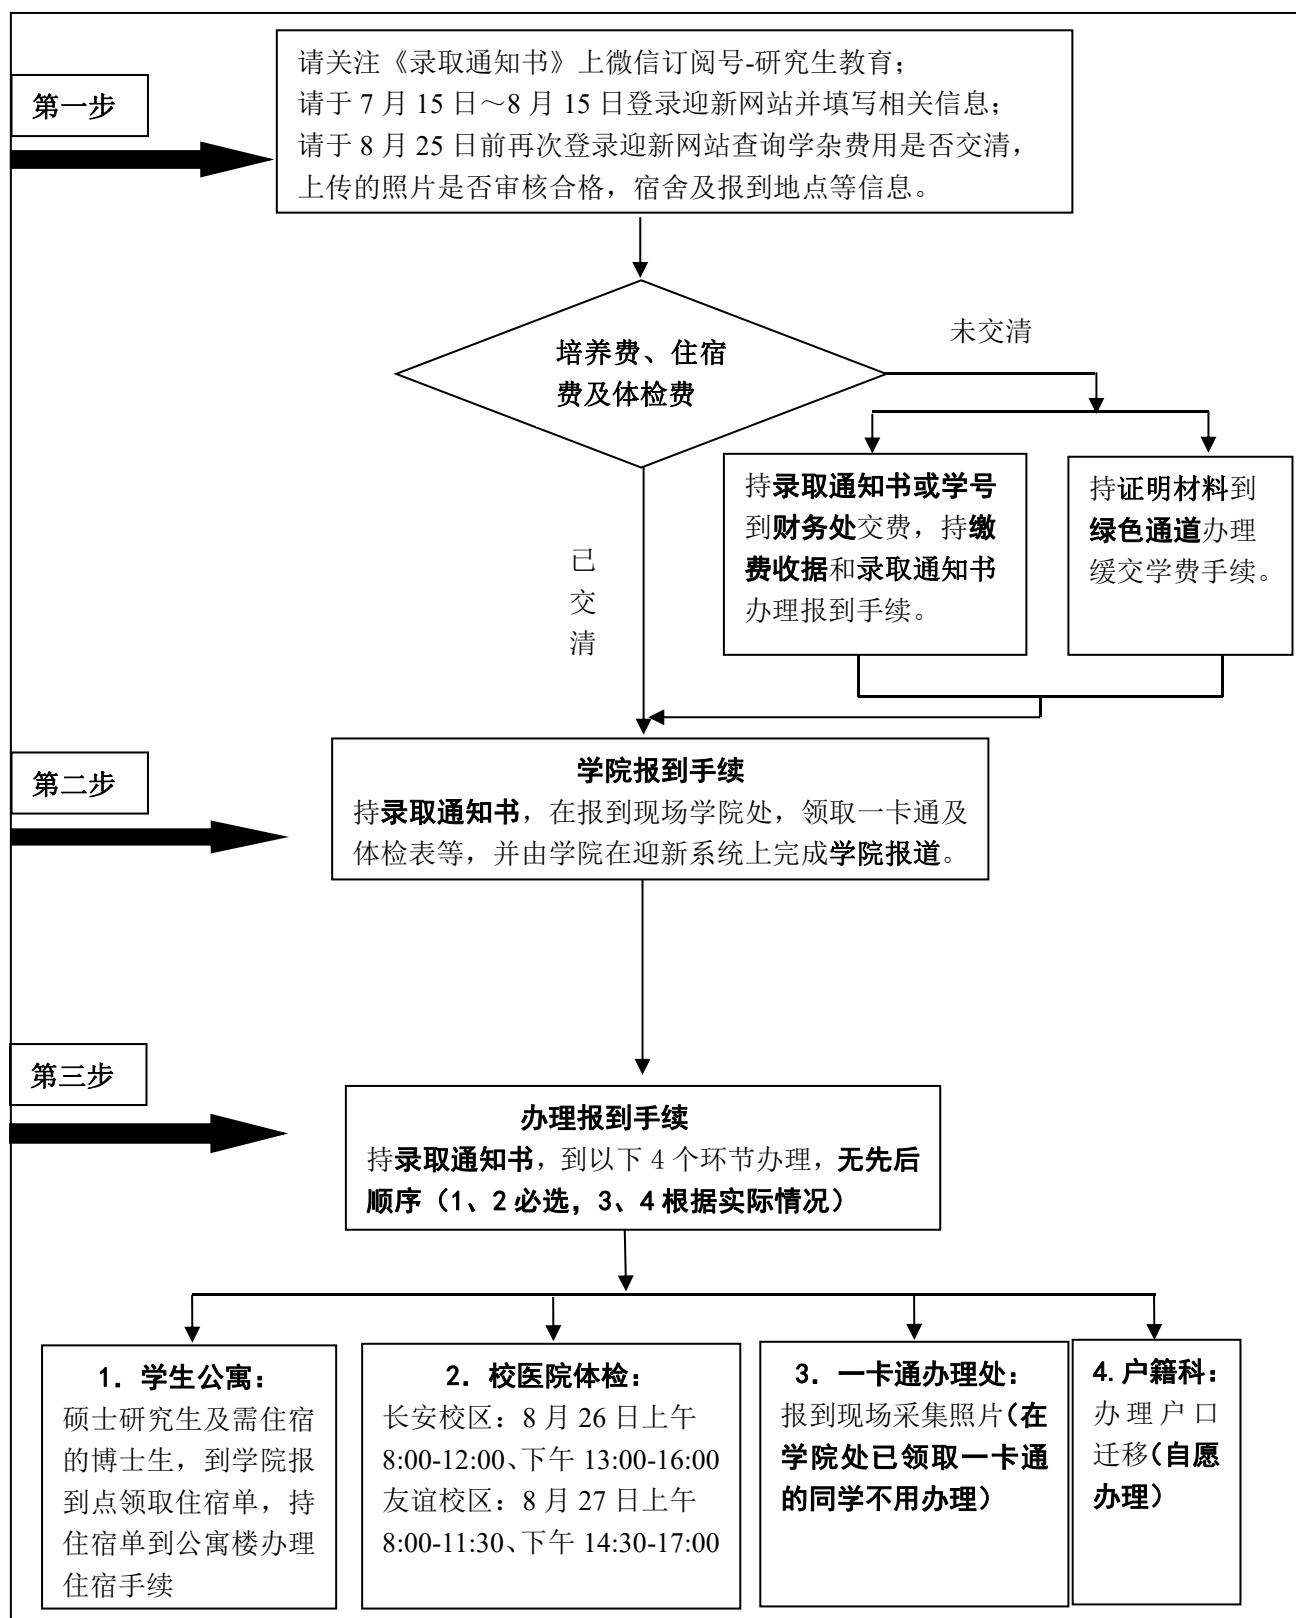 第一步
请关注《录取通知书》上微信订阅号-研究生教育；
请于 7 月 15 日～8 月 15 日登录迎新网站并填写相关信息；
请于 8 月 25 日前再次登录迎新网站查询学杂费用是否交清，
上传的照片是否审核合格，宿舍及报到地点等信息。
培养费、住宿
费及体检费
未交清
持录取通知书或学号
到财务处交费，持缴
费收据和录取通知书
办理报到手续。
持证明材料到
绿色通道办理
缓交学费手续。
已
交
清
第二步
学院报到手续
持录取通知书，在报到现场学院处，领取一卡通及
体检表等，并由学院在迎新系统上完成学院报道。
第三步
办理报到手续
持录取通知书，到以下 4 个环节办理，无先后
顺序（1、2 必选，3、4 根据实际情况）
1．学生公寓：
硕士研究生及需住宿
的博士生，到学院报
到点领取住宿单，持
住宿单到公寓楼办理
住宿手续
2．校医院体检：
长安校区：8 月 26 日上午
8:00-12:00、下午 13:00-16:00
友谊校区：8 月 27 日上午
8:00-11:30、下午 14:30-17:00
3．一卡通办理处：
报到现场采集照片（在
学院处已领取一卡通
的同学不用办理）
4.户籍科：
办理户口
迁移（自愿
办理）